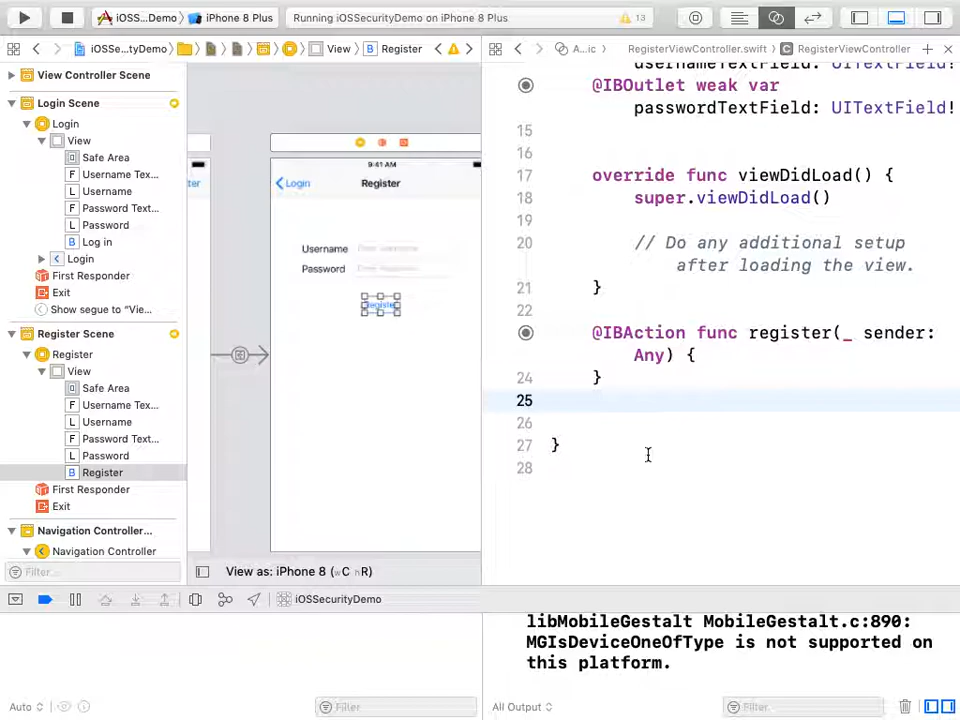 iOSS...Demo
iPhone 8 Plus
Running iOSSecurityDemo on iPhone 8 Plus
13
iOSSe...tyDemo
View
Register
A...ic
RegisterViewController.swift
RegisterViewController
View Controller Scene
Login Scene
Login
View
Safe Area
F Username Tex...
L Username
F Password Text...
L Password
B Log in
Login
First Responder
Exit
Show segue to "Vie...
Register Scene
Register
View
Safe Area
F Username Tex...
L Username
F Password Text...
L Password
B Register
First Responder
Exit
Navigation Controller...
Navigation Controller
Filter...
9:41 AM
Login
Register
Username
Password
Register
View as: iPhone 8 (wC hR)
usernameTextField: UITextField!
@IBOutlet weak var
passwordTextField: UITextField!
15
16
17 override func viewDidLoad() {
18 super.viewDidLoad()
19
20 // Do any additional setup
after loading the view.
21 }
22
@IBAction func register(_ sender:
Any) {
24 }
25
26
27 }
28
iOSSecurityDemo
libMobileGestalt MobileGestalt.c:890:
MGIsDeviceOneOfType is not supported on
this platform.
Auto
Filter
All Output
Filter